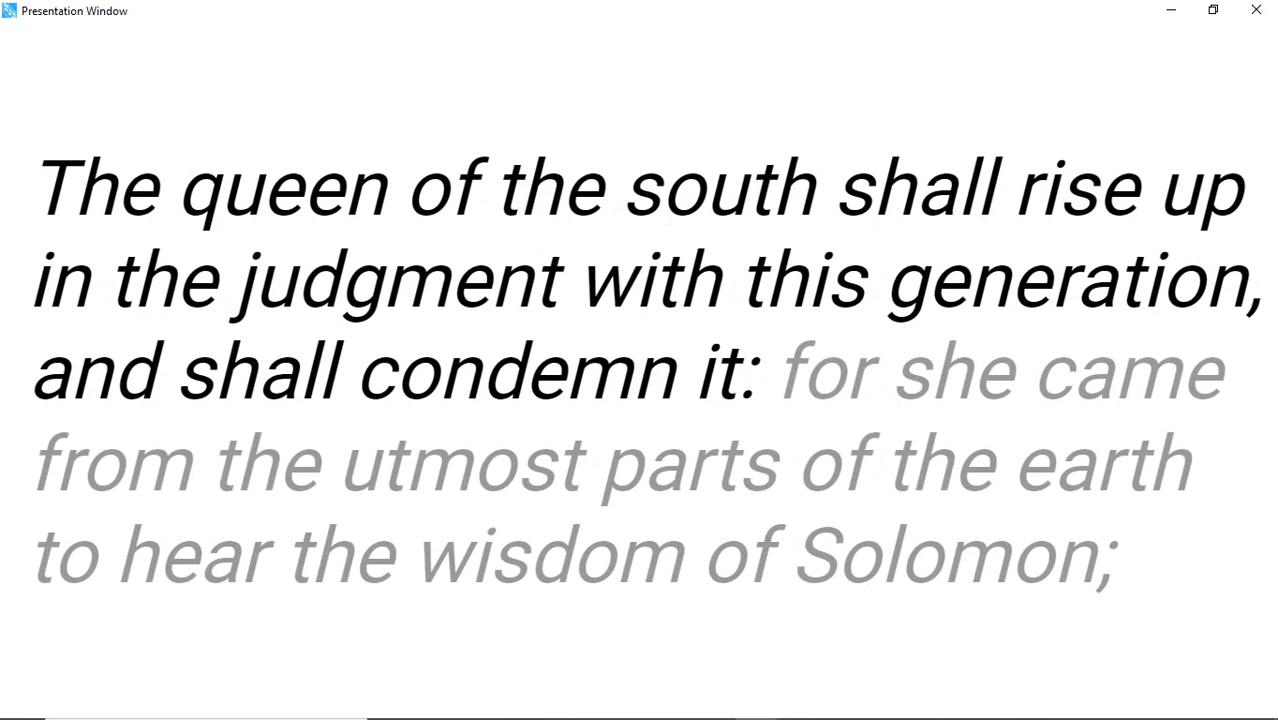 Presentation Window
The queen of the south shall rise up
in the judgment with this generation,
and shall condemn it: for she came
from the utmost parts of the earth
to hear the wisdom of Solomon;